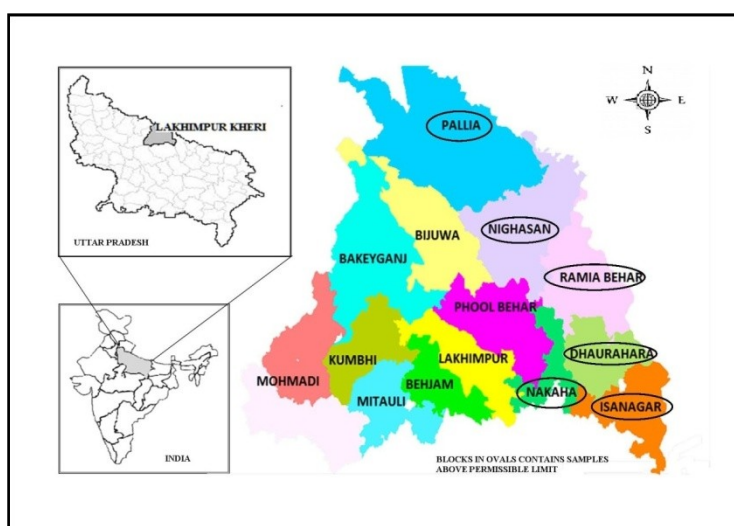 N
W E
S
LAKHIMPUR KHERI
UTTAR PRADESH
INDIA
PALLIA
BIJUWA
NIGHASAN
BAKEYGANJ
RAMIA BEHAR
PHOOL BEHAR
DHAURAHARA
KUMBHI
LAKHIMPUR
MOHMADI
BEHJAM
MITAULI
NAKAHA
ISANAGAR
BLOCKS IN OVALS CONTAINS SAMPLES
ABOVE PERMISSIBLE LIMIT